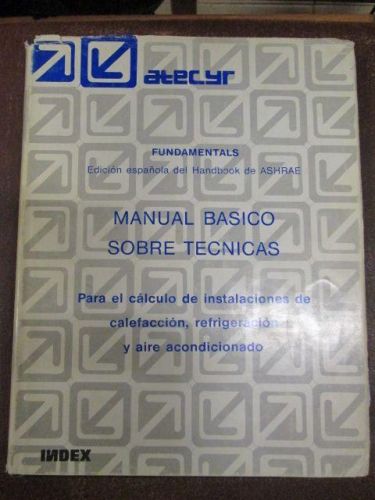 atecyr
FUNDAMENTALS
Edición española del Handbook de ASHRAE
MANUAL BASICO
SOBRE TECNICAS
Para el cálculo de instalaciones de
calefacción, refrigeración
y aire acondicionado
INDEX